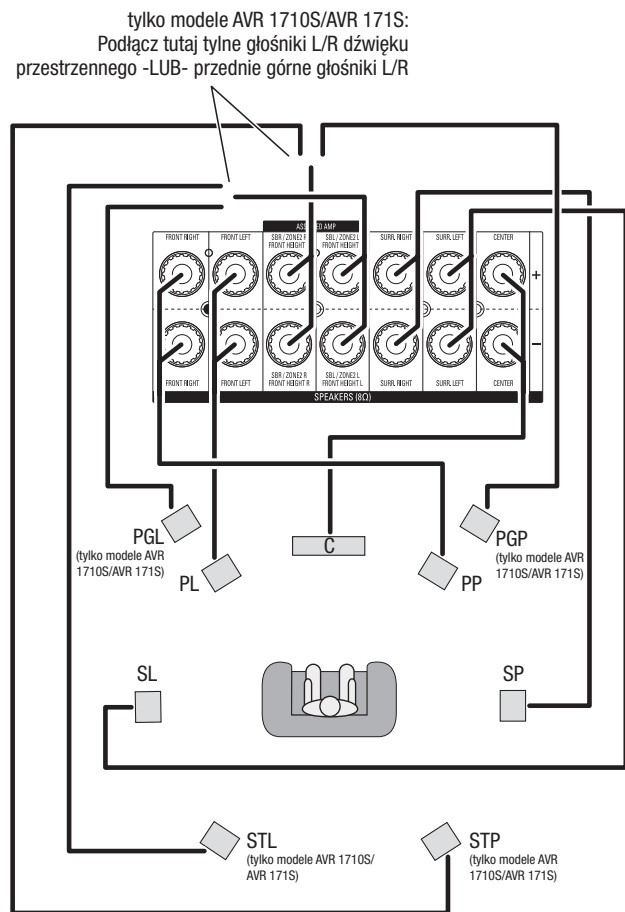 tylko modele AVR 1710S/AVR 171S:
Podłącz tutaj tylne głośniki L/R dźwięku
przestrzennego -LUB- przednie górne głośniki L/R
FRONT RIGHT
FRONT LEFT
SBR / ZONE2 R
FRONT HEIGHT
SBL / ZONE2 L
FRONT HEIGHT
SURR. RIGHT
SURR. LEFT
CENTER
+
−
FRONT RIGHT
FRONT LEFT
SBR / ZONE2 R
FRONT HEIGHT R
SBL / ZONE2 L
FRONT HEIGHT L
SURR. RIGHT
SURR. LEFT
CENTER
SPEAKERS (8Ω)
PGL
(tylko modele AVR
1710S/AVR 171S)
PL
C
PP
PGP
(tylko modele AVR
1710S/AVR 171S)
SL
SP
STL
(tylko modele AVR 1710S/
AVR 171S)
STP
(tylko modele AVR
1710S/AVR 171S)